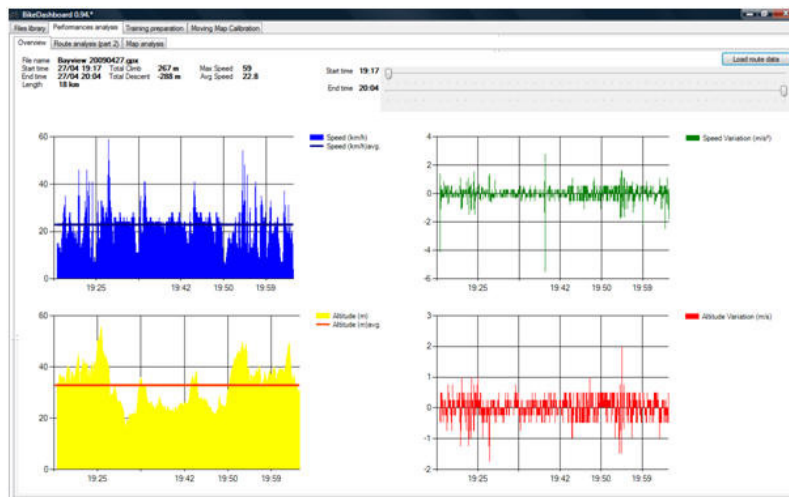 BikeDashboard 0.94.*
Files library Performances analysis Training preparation Moving Map Calibration
Overview Route analysis (part 2) Map analysis
File name Bayview 20090427.gpx
Start time 27/04 19:17 Total Climb 267 m Max Speed 59
End time 27/04 20:04 Total Descent -288 m Avg Speed 22.8
Length 18 km
Load route data
Start time 19:17
End time 20:04
60
40
20
0
19:25 19:42 19:50 19:59
Speed (km/h)
Speed (km/h)avg.
4
2
0
-2
-4
-6
19:25 19:42 19:50 19:59
Speed Variation (m/s²)
60
40
20
0
19:25 19:42 19:50 19:59
Altitude (m)
Altitude (m)avg.
3
2
1
0
-1
-2
19:25 19:42 19:50 19:59
Altitude Variation (m/s)